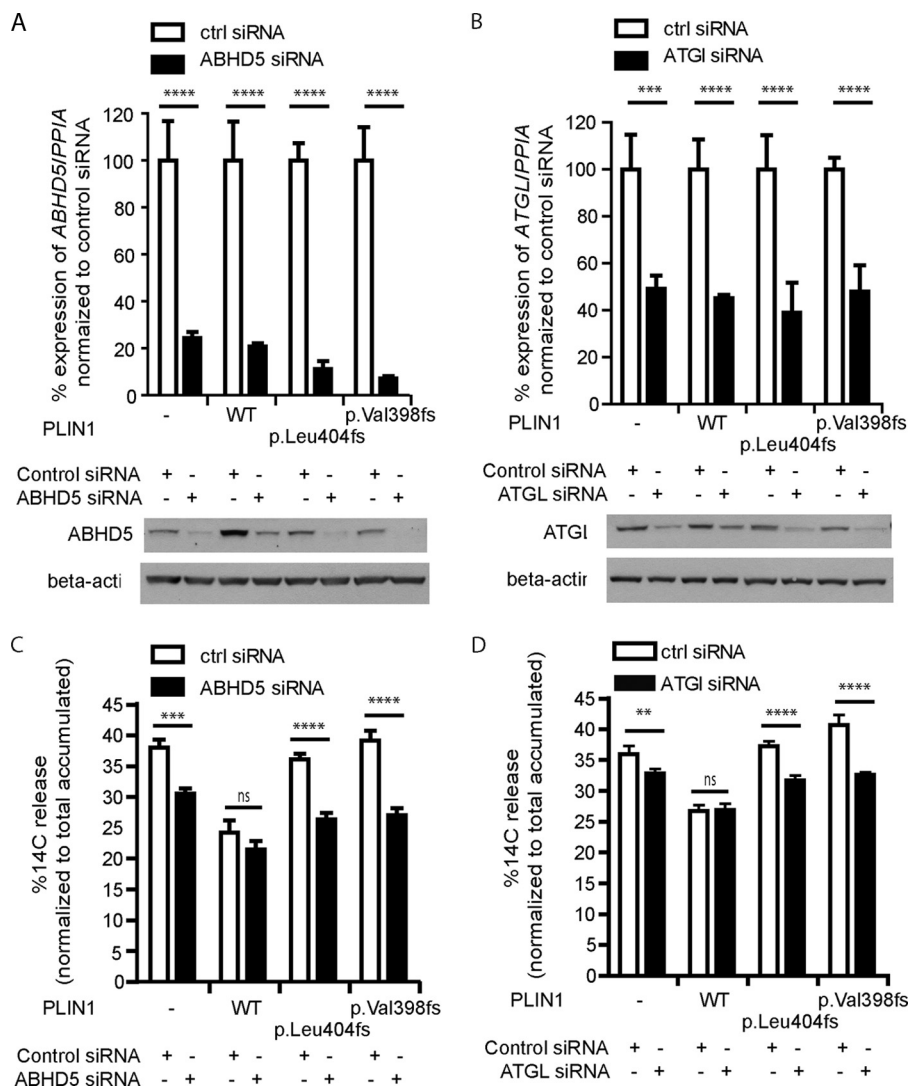 A
ctrl siRNA
ABHD5 siRNA
**** **** **** ****
% expression of ABHD5/PPIA
normaized to control siRNA
120
100
80
60
40
20
0
PLIN1 - WT p.Leu404fs p.Val398fs
Control siRNA + - + - + - + -
ABHD5 siRNA - + - + - + - +
ABHD5
beta-acti
B
ctrl siRNA
ATGl siRNA
*** **** **** ****
% expression of ATGL/PPIA
normalized to control siRNA
120
100
80
60
40
20
0
PLIN1 - WT p.Leu404fs p.Val398fs
Control siRNA + - + - + - + -
ATGL siRNA - + - + - + - +
ATGl
beta-actir
C
ctrl siRNA
ABHD5 siRNA
*** ns **** ****
%14C release
(normalized to total accumulated)
45
40
35
30
25
20
15
10
5
0
PLIN1 - WT p.Leu404fs p.Val398fs
Control siRNA + - + - + - + -
ABHD5 siRNA - + - + - + - +
D
ctrl siRNA
ATGl siRNA
** ns **** ****
%14C release
(normalized to total accumulated)
45
40
35
30
25
20
15
10
5
0
PLIN1 - WT p.Leu404fs p.Val398fs
Control siRNA + - + - + - + -
ATGL siRNA - + - + - + - +